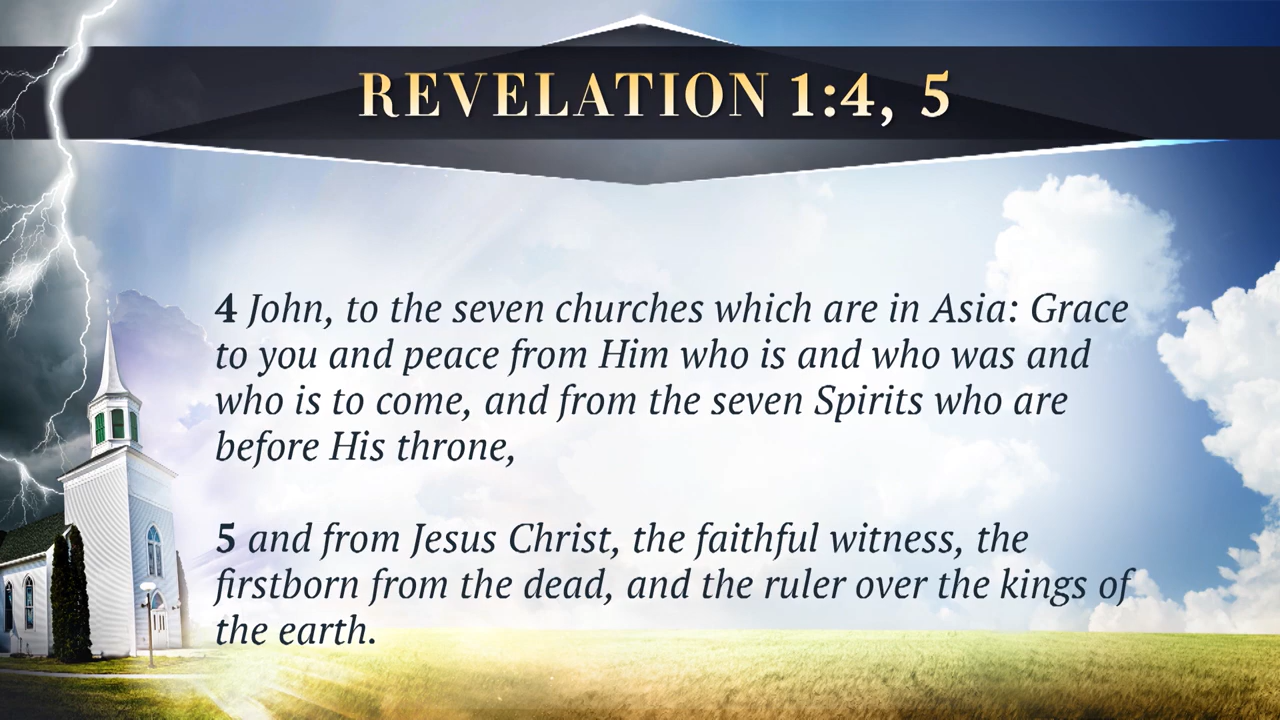 REVELATION 1:4, 5
4 John, to the seven churches which are in Asia: Grace
to you and peace from Him who is and who was and
who is to come, and from the seven Spirits who are
before His throne,
5 and from Jesus Christ, the faithful witness, the
firstborn from the dead, and the ruler over the kings of
the earth.